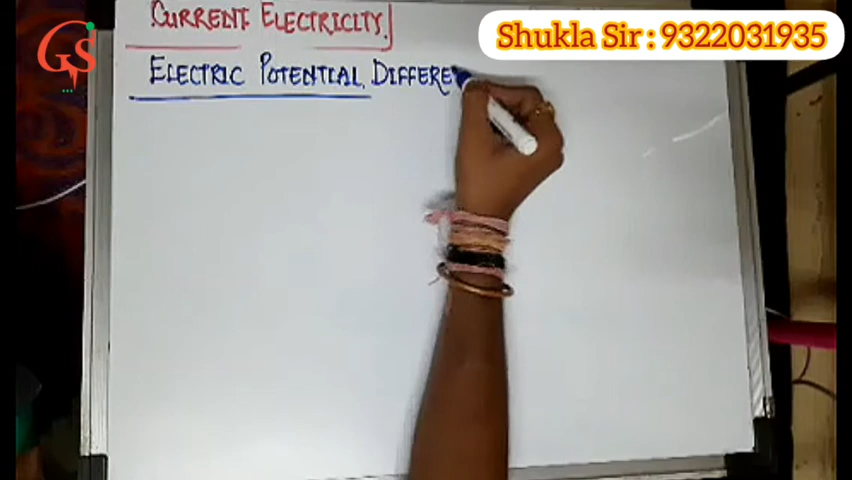 CURRENT ELECTRICITY.
Shukla Sir : 9322031935
GS
ELECTRIC POTENTIAL DIFFERE